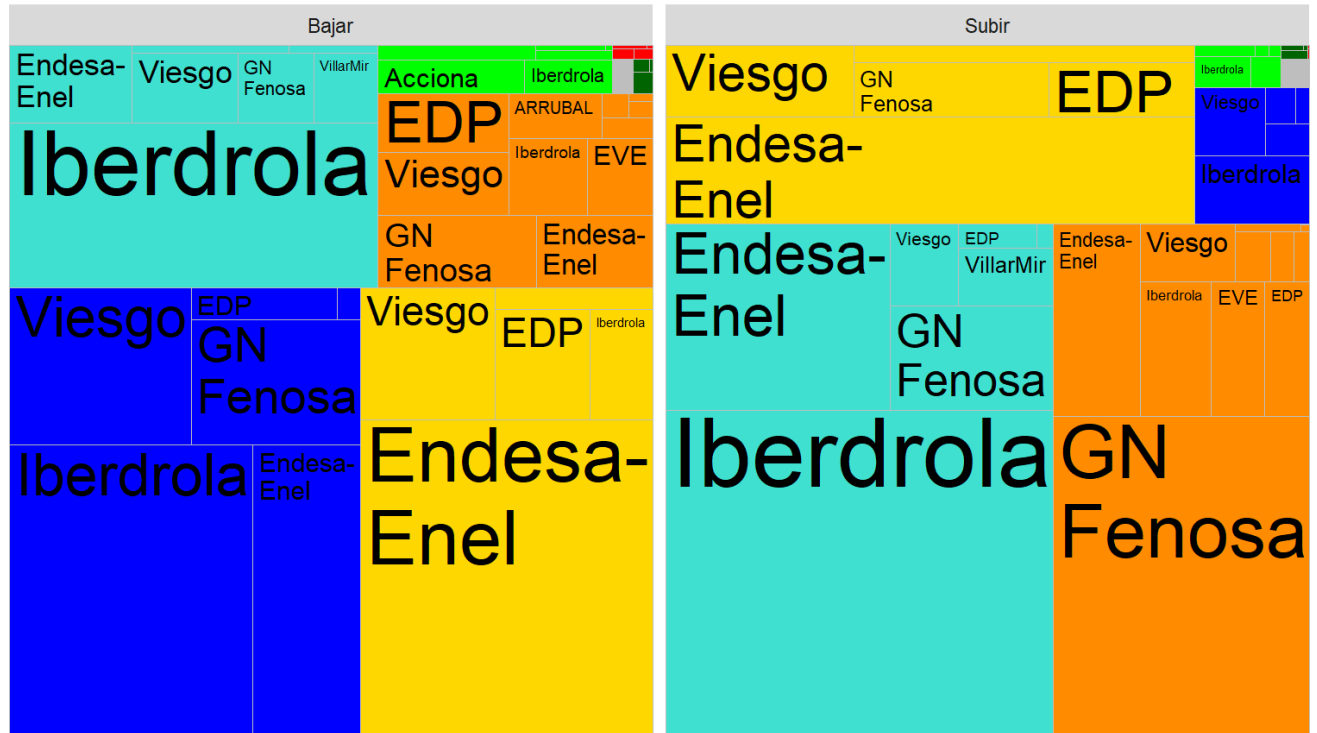 Bajar
Endesa-
Enel
Viesgo
GN
Fenosa
VillarMir
Iberdrola
Acciona
Iberdrola
EDP
ARRUBAL
Viesgo
Iberdrola
EVE
GN
Fenosa
Endesa-
Enel
Viesgo
EDP
GN
Fenosa
Iberdrola
Endesa-
Enel
Viesgo
EDP
Iberdrola
Endesa-
Enel
Subir
Viesgo
GN
Fenosa
EDP
Endesa-
Enel
Iberdrola
Viesgo
Iberdrola
Endesa-
Enel
Viesgo
EDP
VillarMir
GN
Fenosa
Iberdrola
Endesa-
Enel
Viesgo
Iberdrola
EVE
EDP
GN
Fenosa